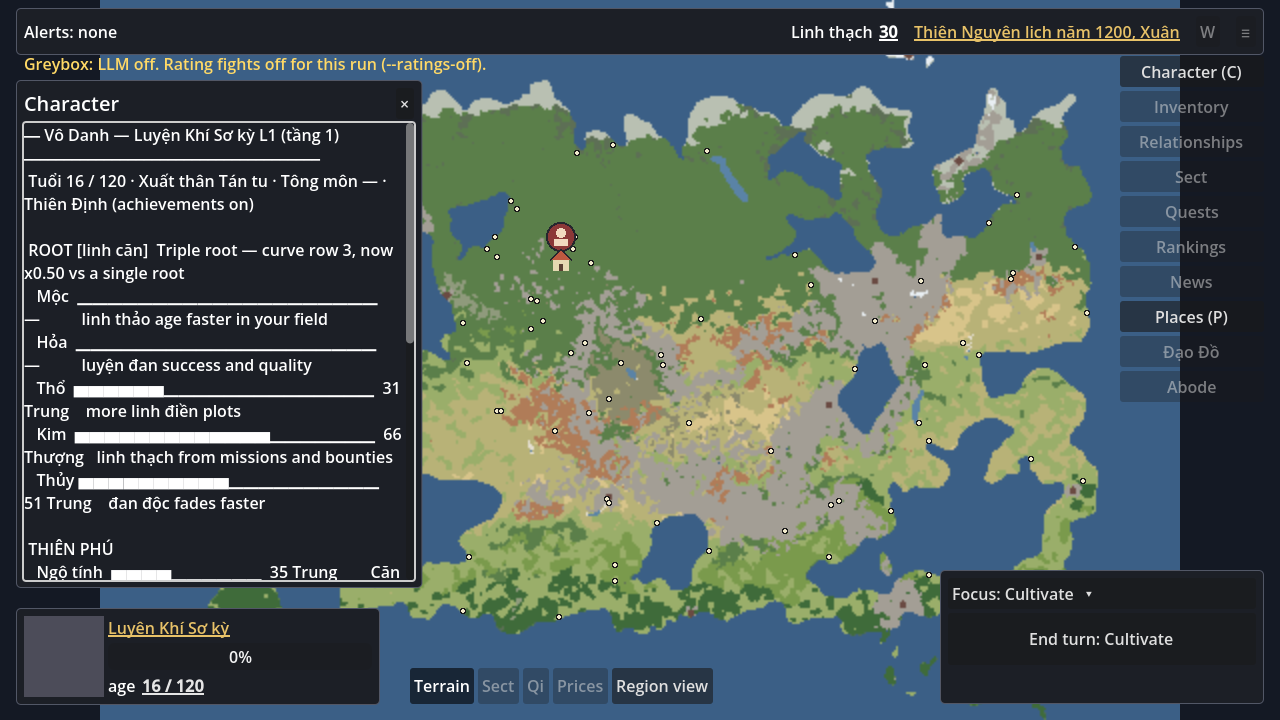 Alerts: none
Linh thạch 30 Thiên Nguyên lich năm 1200, Xuân W ≡
Greybox: LLM off. Rating fights off for this run (--ratings-off).
Character ×
— Vô Danh — Luyện Khí Sơ kỳ L1 (tầng 1)
Tuổi 16 / 120 · Xuất thân Tán tu · Tông môn — ·
Thiên Định (achievements on)
ROOT [linh căn] Triple root — curve row 3, now
x0.50 vs a single root
Mộc
— linh thảo age faster in your field
Hỏa
— luyện đan success and quality
Thổ 31
Trung more linh điền plots
Kim 66
Thượng linh thạch from missions and bounties
Thủy
51 Trung đan độc fades faster
THIÊN PHÚ
Ngộ tính 35 Trung Căn
Character (C)
Inventory
Relationships
Sect
Quests
Rankings
News
Places (P)
Đạo Đồ
Abode
Luyện Khí Sơ kỳ
0%
age 16 / 120
Terrain Sect Qi Prices Region view
Focus: Cultivate ▾
End turn: Cultivate